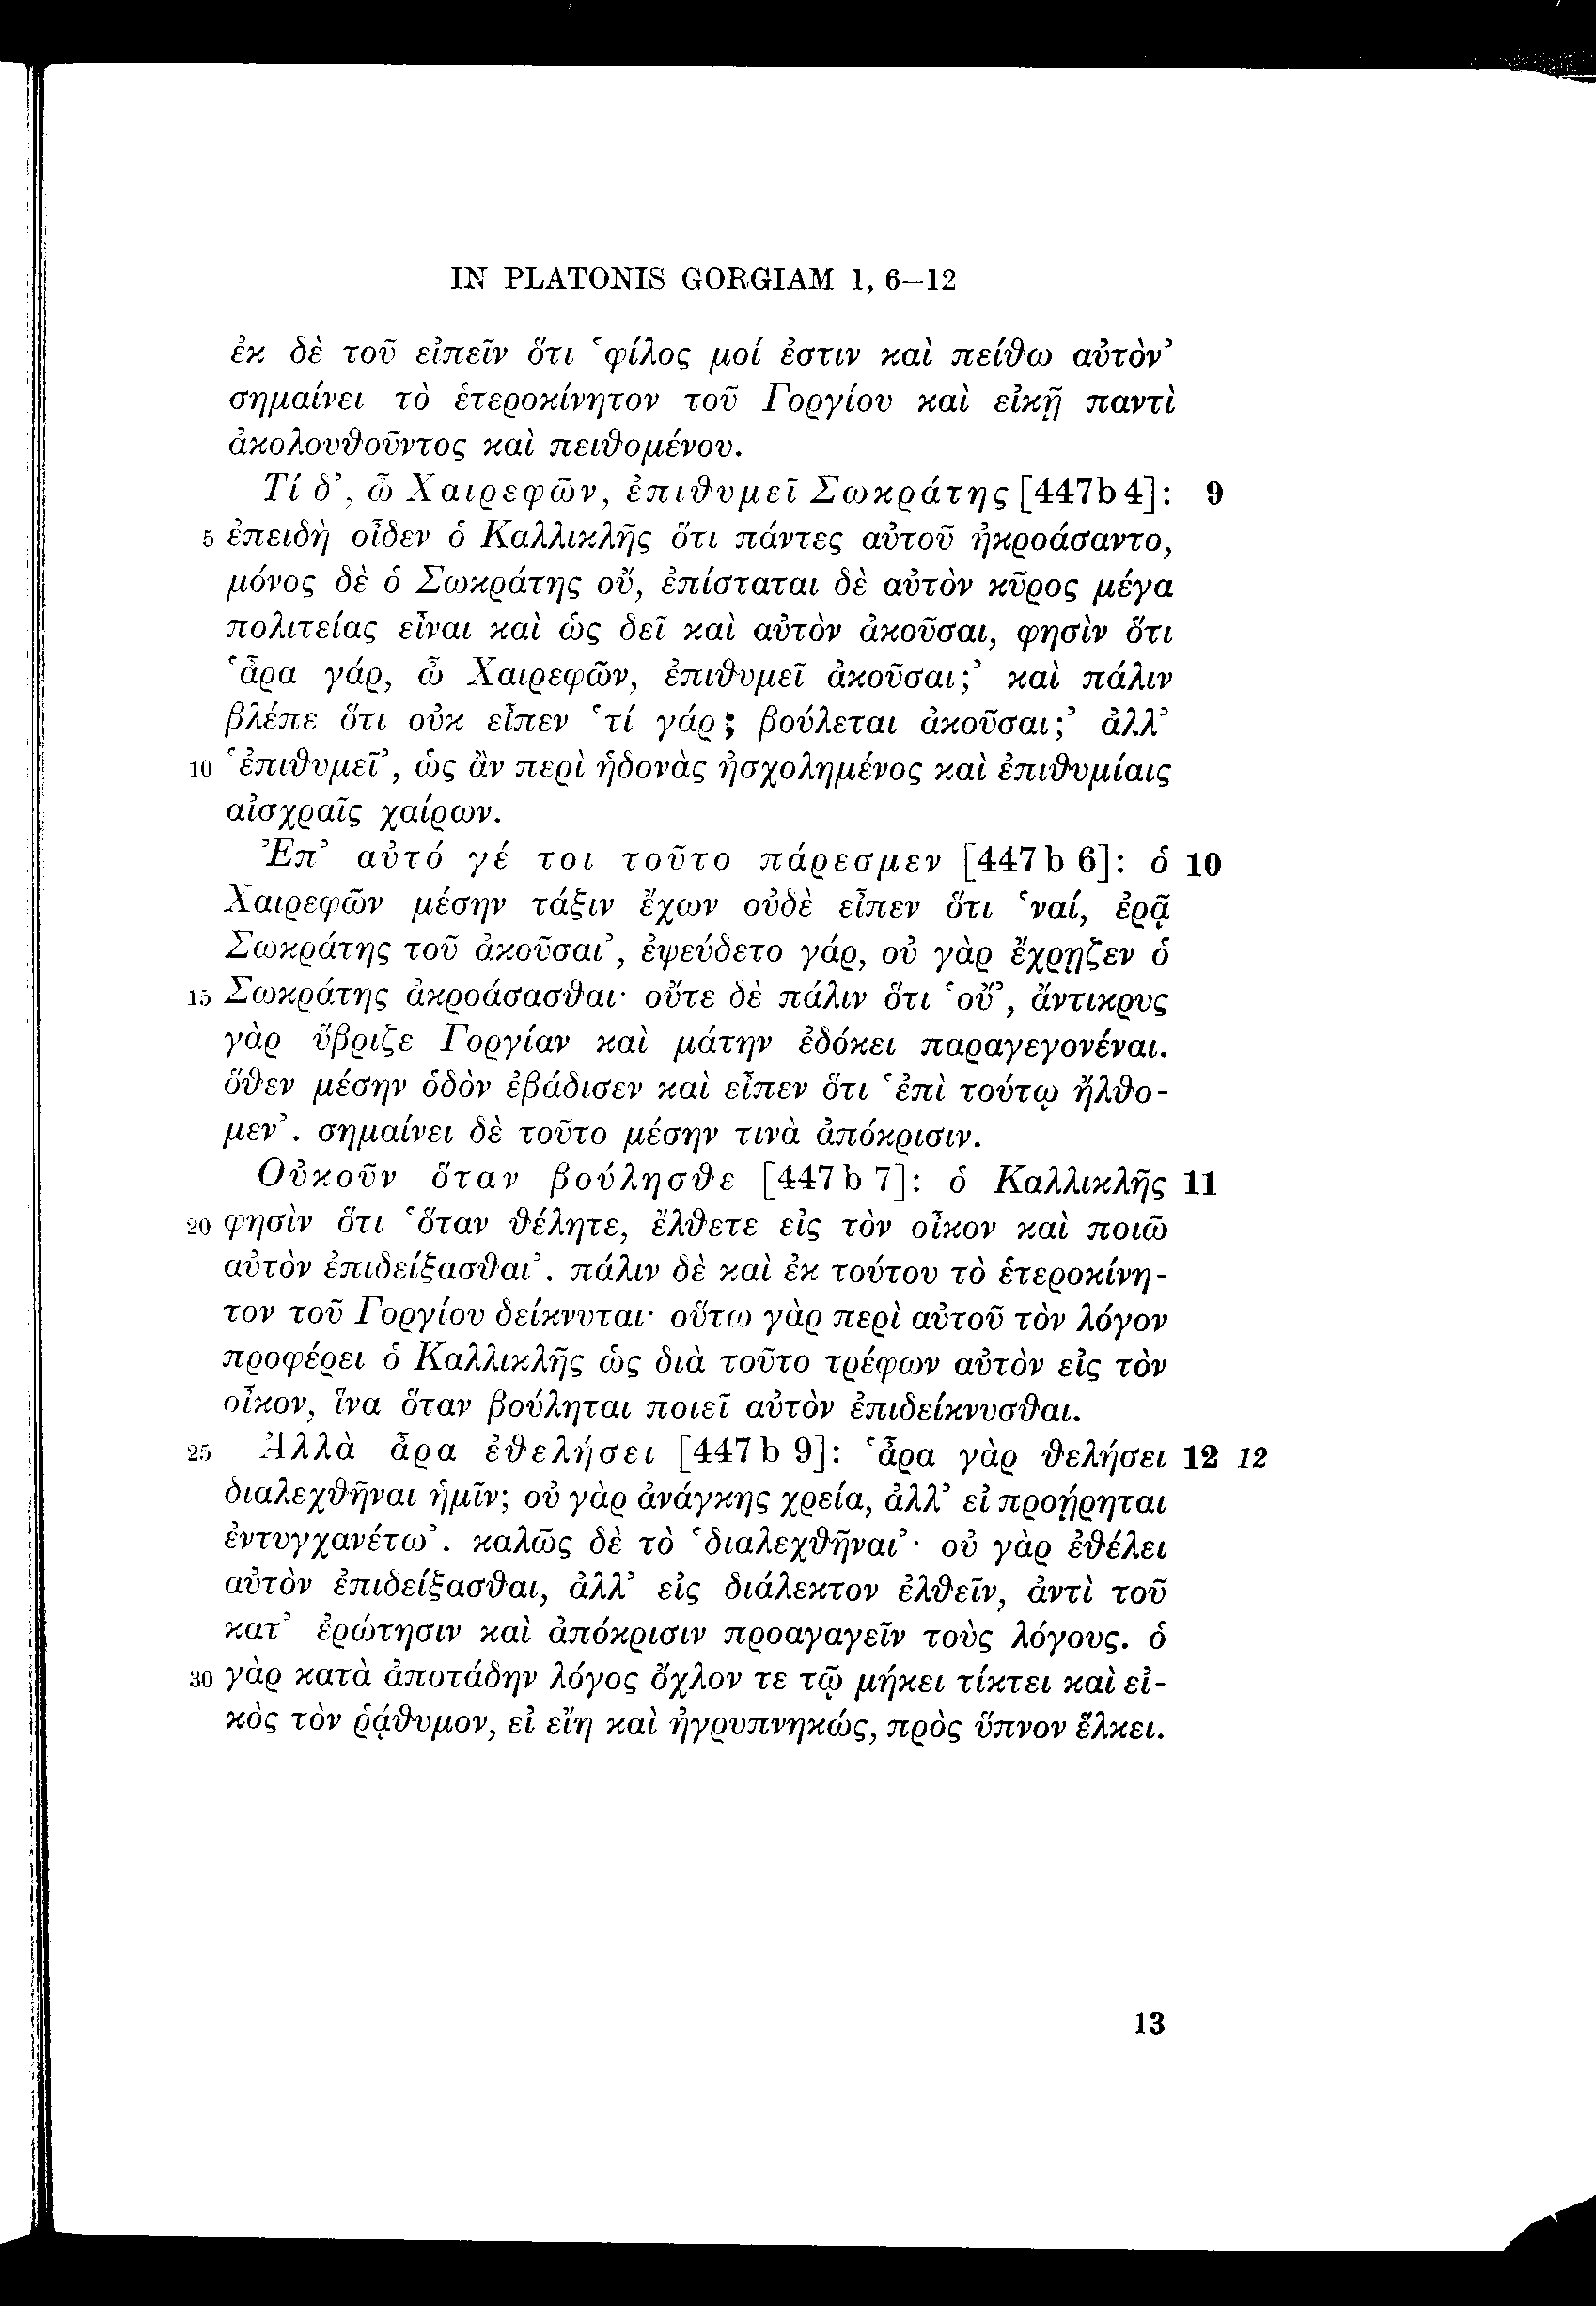 IN PLATONIS GORGIAM 1, 6–12
ἐκ δὲ τοῦ εἰπεῖν ὅτι ‘φίλος μοί ἐστιν καὶ πείθω αὐτὸν’
σημαίνει τὸ ἑτεροκίνητον τοῦ Γοργίου καὶ εἰκῇ παντὶ
ἀκολουθοῦντος καὶ πειθομένου.
Τί δ’, ὦ Χαιρεφῶν, ἐπιθυμεῖ Σωκράτης [447b4]: 9
5 ἐπειδὴ οἶδεν ὁ Καλλικλῆς ὅτι πάντες αὐτοῦ ἠκροάσαντο,
μόνος δὲ ὁ Σωκράτης οὔ, ἐπίσταται δὲ αὐτὸν κῦρος μέγα
πολιτείας εἶναι καὶ ὡς δεῖ καὶ αὐτὸν ἀκοῦσαι, φησὶν ὅτι
‘ἆρα γάρ, ὦ Χαιρεφῶν, ἐπιθυμεῖ ἀκοῦσαι;’ καὶ πάλιν
βλέπε ὅτι οὐκ εἶπεν ‘τί γάρ; βούλεται ἀκοῦσαι;’ ἀλλ’
10 ‘ἐπιθυμεῖ’, ὡς ἂν περὶ ἡδονὰς ἠσχολημένος καὶ ἐπιθυμίαις
αἰσχραῖς χαίρων.
Ἐπ’ αὐτό γέ τοι τοῦτο πάρεσμεν [447b 6]: ὁ 10
Χαιρεφῶν μέσην τάξιν ἔχων οὐδὲ εἶπεν ὅτι ‘ναί, ἐρᾷ
Σωκράτης τοῦ ἀκοῦσαι’, ἐψεύδετο γάρ, οὐ γὰρ ἔχρῃζεν ὁ
15 Σωκράτης ἀκροάσασθαι· οὔτε δὲ πάλιν ὅτι ‘οὔ’, ἄντικρυς
γὰρ ὕβριζε Γοργίαν καὶ μάτην ἐδόκει παραγεγονέναι.
ὅθεν μέσην ὁδὸν ἐβάδισεν καὶ εἶπεν ὅτι ‘ἐπὶ τούτῳ ἤλθο-
μεν’. σημαίνει δὲ τοῦτο μέσην τινὰ ἀπόκρισιν.
Οὐκοῦν ὅταν βούλησθε [447b 7]: ὁ Καλλικλῆς 11
20 φησὶν ὅτι ‘ὅταν θέλητε, ἔλθετε εἰς τὸν οἶκον καὶ ποιῶ
αὐτὸν ἐπιδείξασθαι’. πάλιν δὲ καὶ ἐκ τούτου τὸ ἑτεροκίνη-
τον τοῦ Γοργίου δείκνυται· οὕτω γὰρ περὶ αὐτοῦ τὸν λόγον
προφέρει ὁ Καλλικλῆς ὡς διὰ τοῦτο τρέφων αὐτὸν εἰς τὸν
οἶκον, ἵνα ὅταν βούληται ποιεῖ αὐτὸν ἐπιδείκνυσθαι.
25 Ἀλλὰ ἆρα ἐθελήσει [447b 9]: ‘ἆρα γὰρ θελήσει 12 12
διαλεχθῆναι ἡμῖν; οὐ γὰρ ἀνάγκης χρεία, ἀλλ’ εἰ προῄρηται
ἐντυγχανέτω’. καλῶς δὲ τὸ ‘διαλεχθῆναι’· οὐ γὰρ ἐθέλει
αὐτὸν ἐπιδείξασθαι, ἀλλ’ εἰς διάλεκτον ἐλθεῖν, ἀντὶ τοῦ
κατ’ ἐρώτησιν καὶ ἀπόκρισιν προαγαγεῖν τοὺς λόγους. ὁ
30 γὰρ κατὰ ἀποτάδην λόγος ὄχλον τε τῷ μήκει τίκτει καὶ εἰ-
κὸς τὸν ῥᾴθυμον, εἰ εἴη καὶ ἠγρυπνηκώς, πρὸς ὕπνον ἕλκει.
13